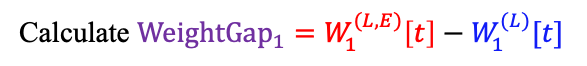 Calculate WeightGap₁ = W₁^(L,E)[t] − W₁^(L)[t]